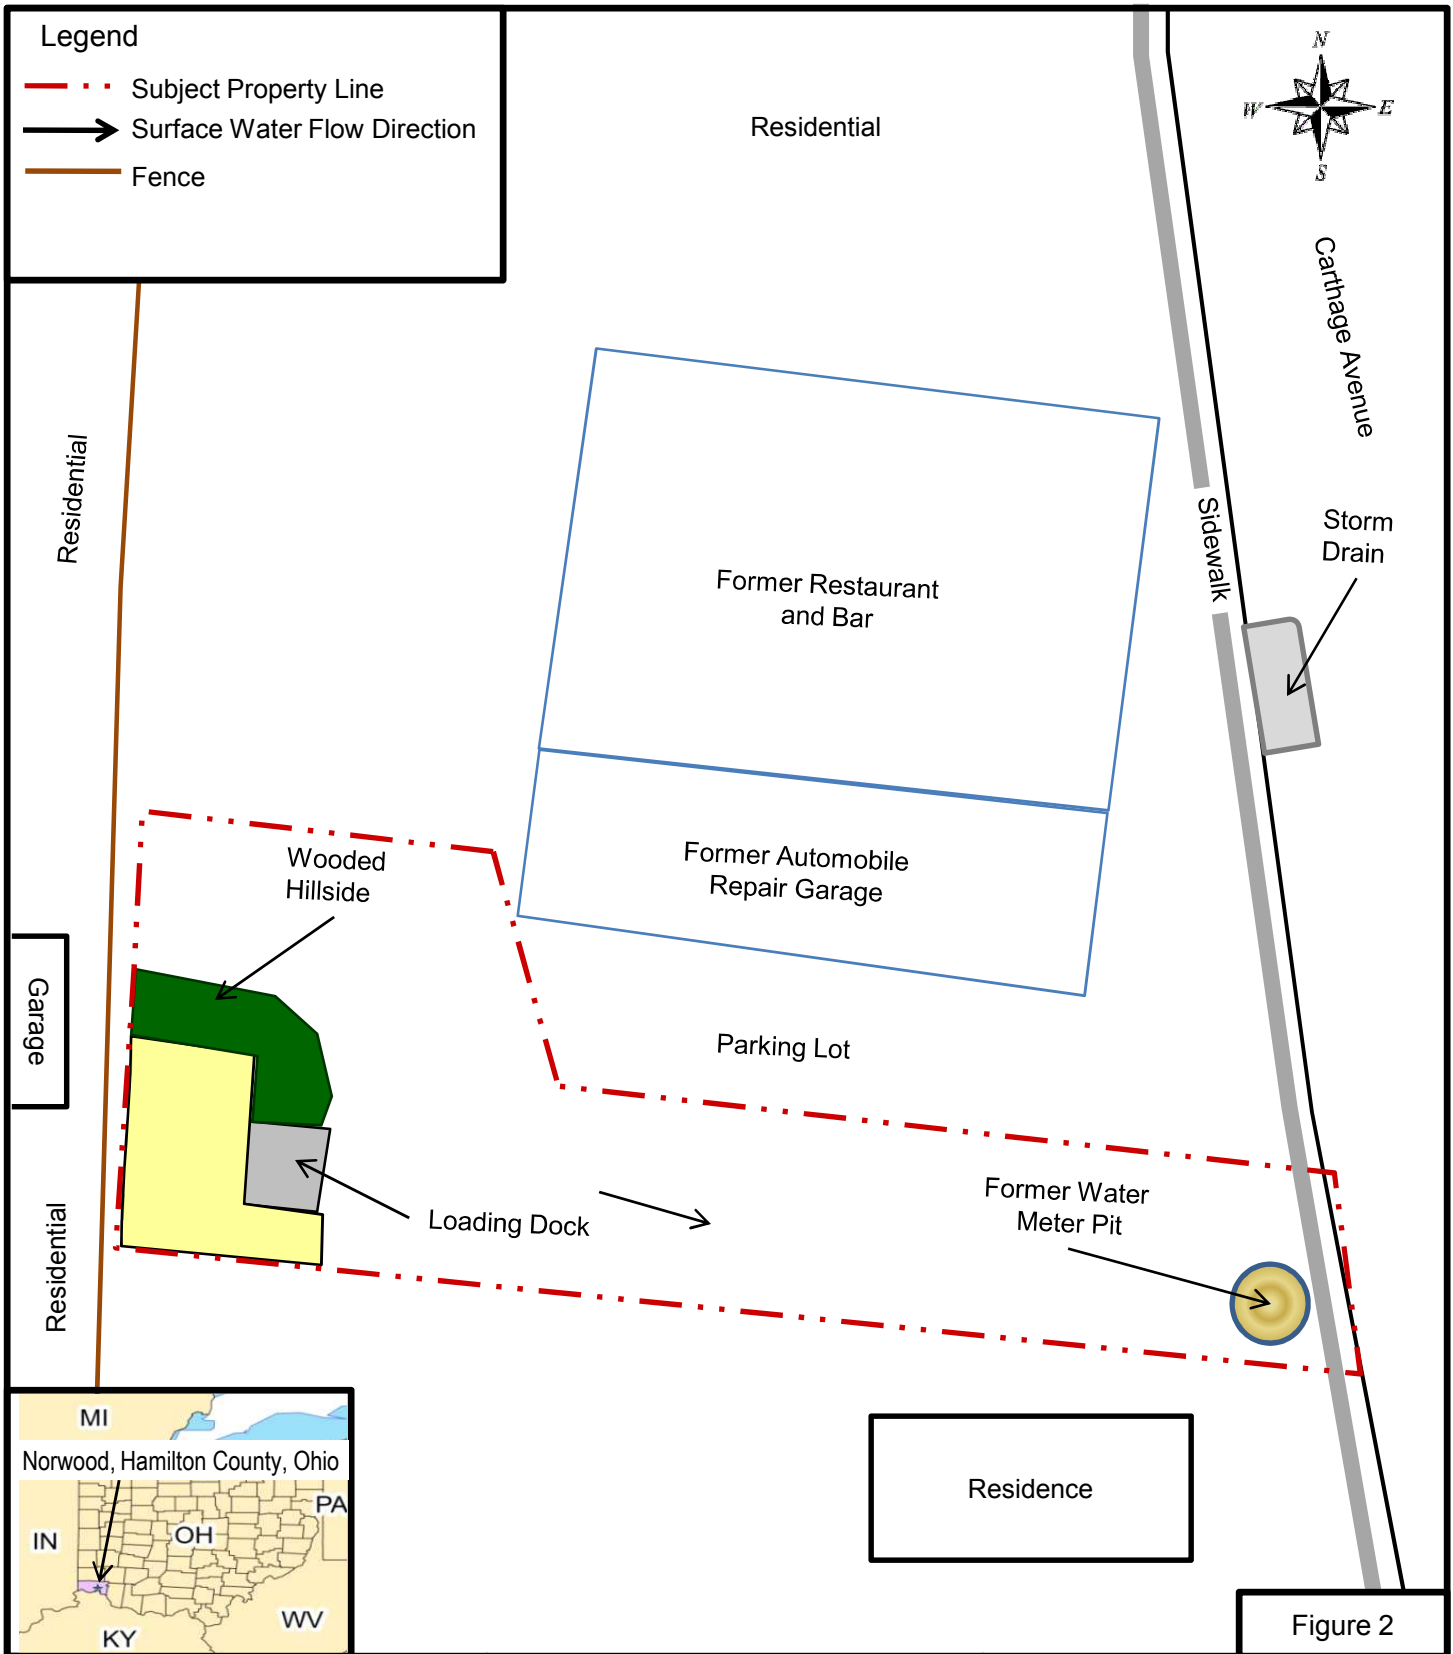 Legend
Subject Property Line
Surface Water Flow Direction
Fence
Residential
N
W
E
S
Carthage Avenue
Residential
Sidewalk
Storm
Drain
Former Restaurant
and Bar
Former Automobile
Repair Garage
Wooded
Hillside
Garage
Parking Lot
Former Water
Meter Pit
Loading Dock
Residential
Residence
MI
Norwood, Hamilton County, Ohio
PA
IN
OH
WV
KY
Figure 2